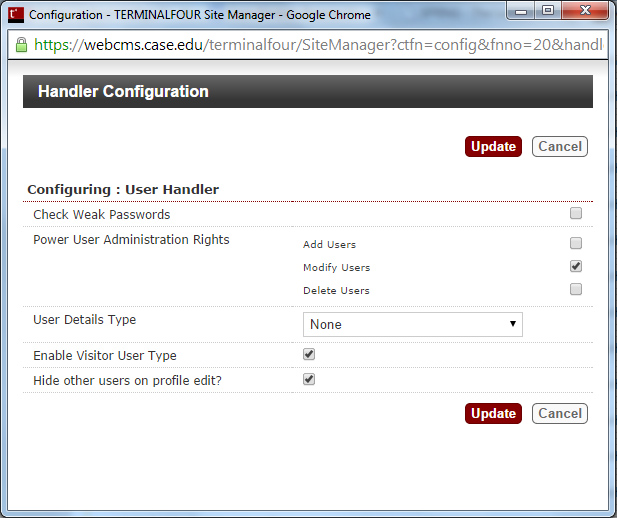 Configuration - TERMINALFOUR Site Manager - Google Chrome
https://webcms.case.edu/terminalfour/SiteManager?ctfn=config&fnno=20&handl
Handler Configuration
Update Cancel
Configuring : User Handler
Check Weak Passwords
Power User Administration Rights
Add Users
Modify Users
Delete Users
User Details Type
None
Enable Visitor User Type
Hide other users on profile edit?
Update Cancel